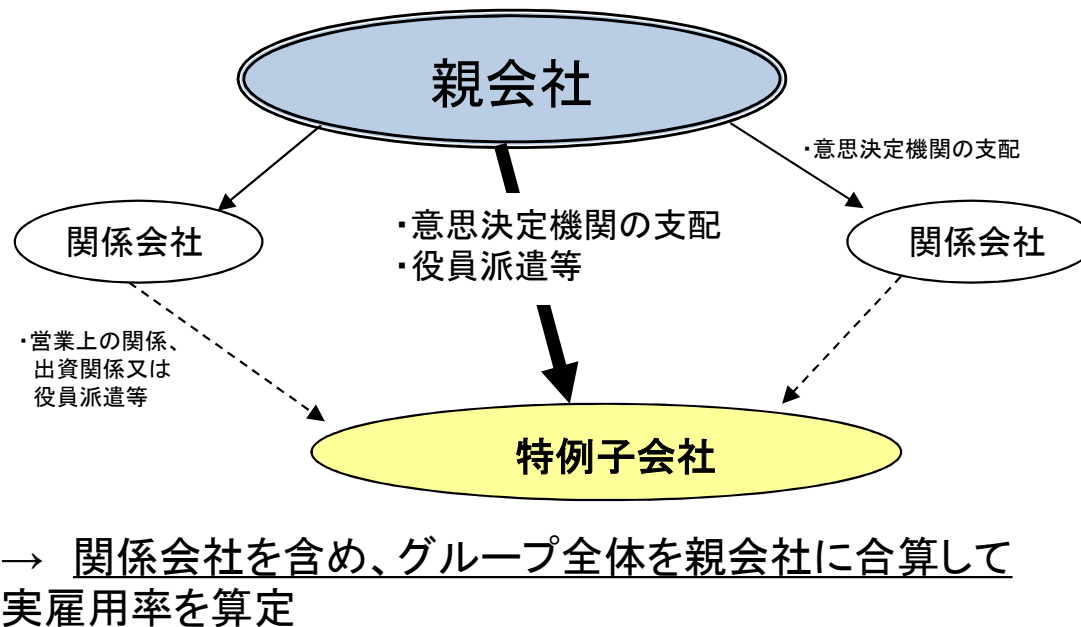 親会社
・意思決定機関の支配
関係会社
・意思決定機関の支配
・役員派遣等
関係会社
・営業上の関係、
出資関係又は
役員派遣等
特例子会社
→ 関係会社を含め、グループ全体を親会社に合算して
実雇用率を算定